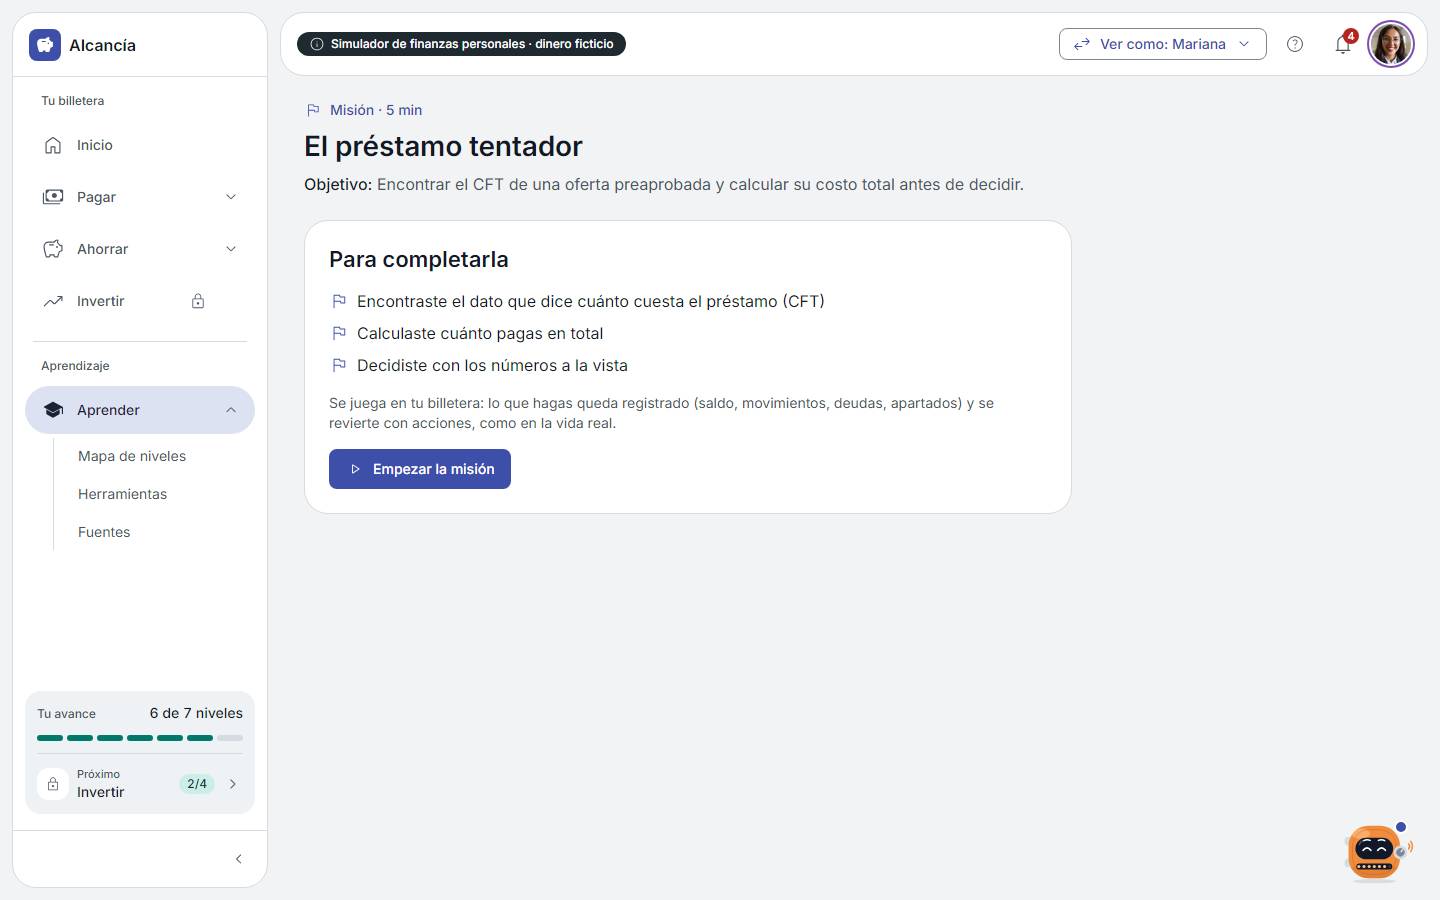 Alcancía
Tu billetera
Inicio
Pagar
Ahorrar
Invertir
Aprendizaje
Aprender
Mapa de niveles
Herramientas
Fuentes
Tu avance
6 de 7 niveles
Próximo
Invertir
2/4
Simulador de finanzas personales · dinero ficticio
Ver como: Mariana
4
Misión · 5 min
El préstamo tentador
Objetivo: Encontrar el CFT de una oferta preaprobada y calcular su costo total antes de decidir.
Para completarla
Encontraste el dato que dice cuánto cuesta el préstamo (CFT)
Calculaste cuánto pagas en total
Decidiste con los números a la vista
Se juega en tu billetera: lo que hagas queda registrado (saldo, movimientos, deudas, apartados) y se
revierte con acciones, como en la vida real.
Empezar la misión